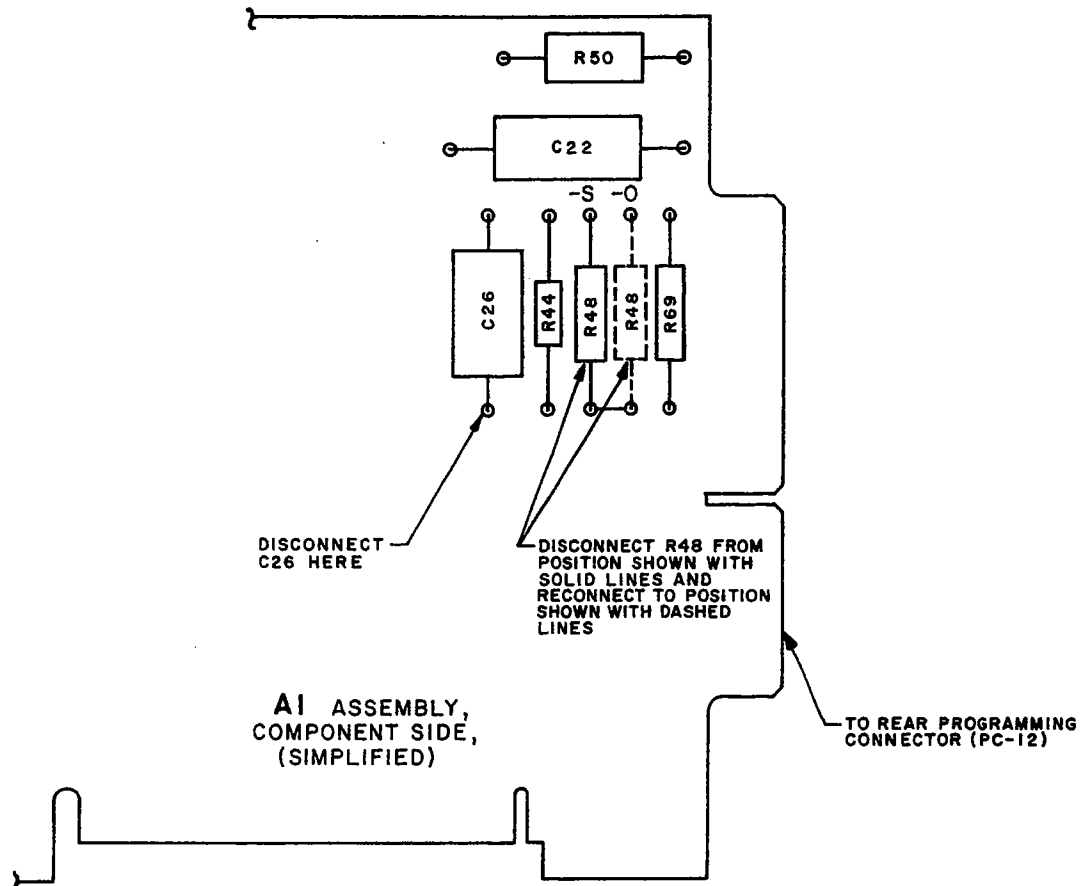 R50
C22
-S -O
C26
R44
R48
R48
R69
DISCONNECT
C26 HERE
DISCONNECT R48 FROM
POSITION SHOWN WITH
SOLID LINES AND
RECONNECT TO POSITION
SHOWN WITH DASHED
LINES
A1 ASSEMBLY,
COMPONENT SIDE,
(SIMPLIFIED)
TO REAR PROGRAMMING
CONNECTOR (PC-12)